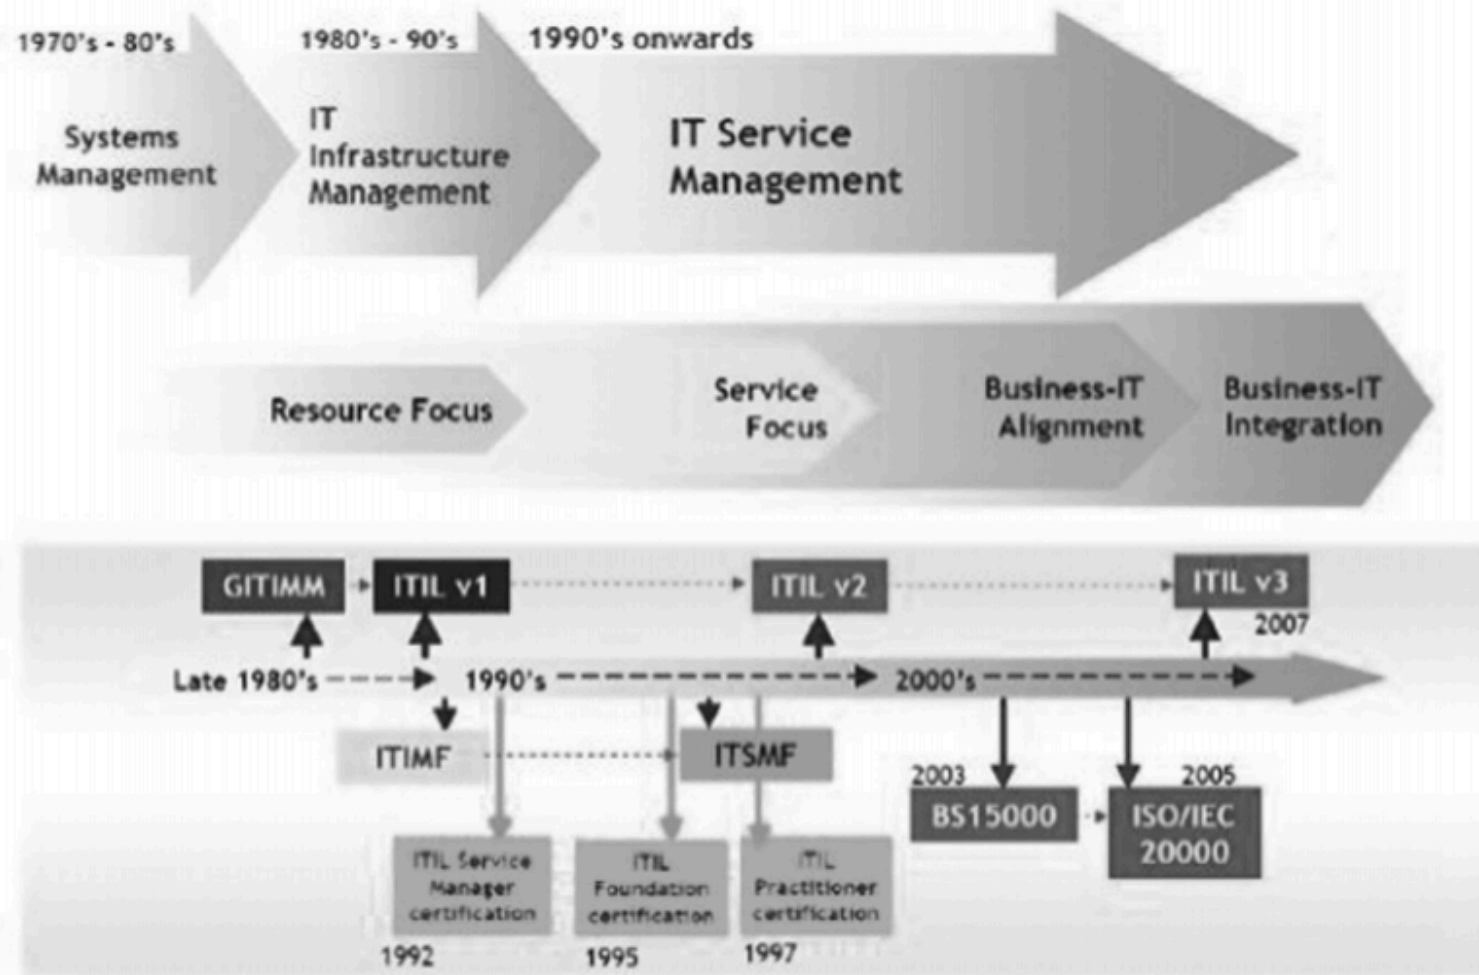 1970's - 80's
1980's - 90's
1990's onwards
Systems
Management
IT
Infrastructure
Management
IT Service
Management
Resource Focus
Service
Focus
Business-IT
Alignment
Business-IT
Integration
GITIMM
ITIL v1
ITIL v2
ITIL v3
2007
Late 1980's
1990's
2000's
ITIMF
ITSMF
2003
BS15000
2005
ISO/IEC
20000
ITIL Service
Manager
certification
1992
ITIL
Foundation
certification
1995
ITIL
Practitioner
certification
1997